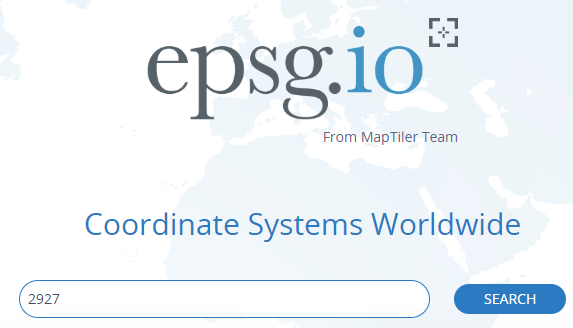 epsg.io
From MapTiler Team
Coordinate Systems Worldwide
2927
SEARCH